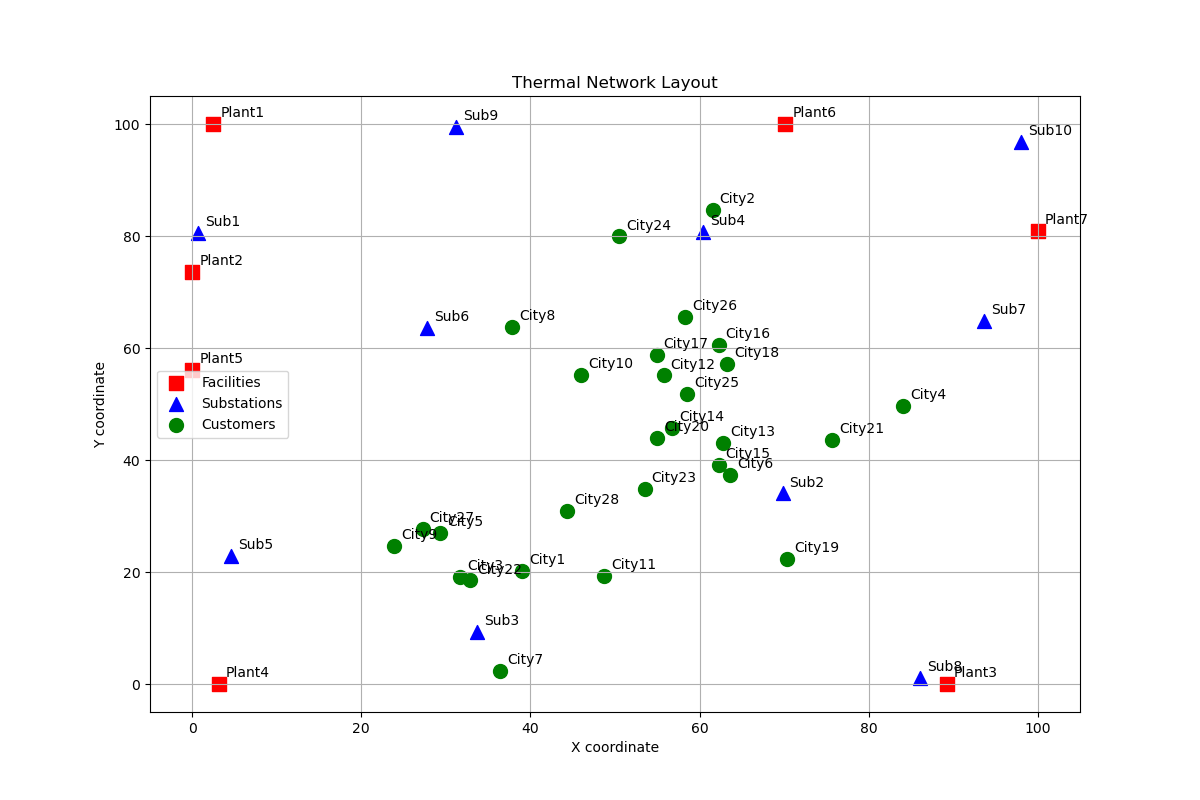 Thermal Network Layout
Plant1
Sub9
Plant6
Sub10
City2
Sub1
City24
Sub4
Plant7
Plant2
City26
Sub6
City8
Sub7
City17
City16
City18
Plant5
City10
City12
City25
City4
City14
City20
City13
City21
City15
City6
City23
Sub2
City28
City27
City5
City9
Sub5
City19
City3
City22
City1
City11
Sub3
City7
Sub8
Plant4
Plant3
Facilities
Substations
Customers
100
80
60
40
20
0
0 20 40 60 80 100
X coordinate
Y coordinate